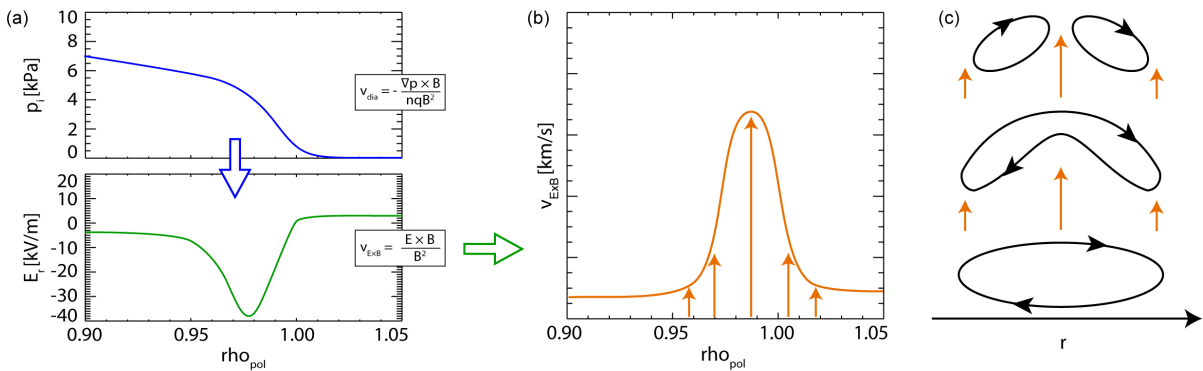 (a)
10
8
6
4
2
0
p_i [kPa]
v_dia = - ∇p × B / nqB²
20
10
0
-10
-20
-30
-40
E_r [kV/m]
v_E×B = E × B / B²
0.90 0.95 1.00 1.05
rho_pol
(b)
v_ExB [km/s]
0.90 0.95 1.00 1.05
rho_pol
(c)
r